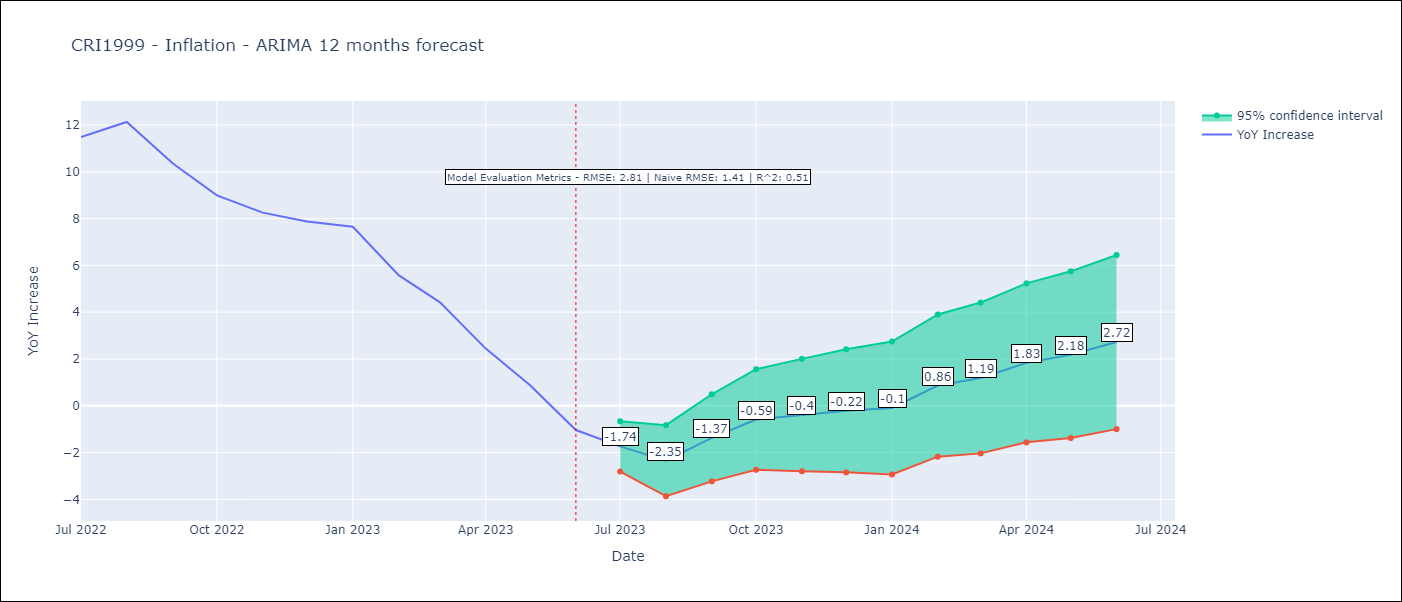 CRI1999 - Inflation - ARIMA 12 months forecast
95% confidence interval
YoY Increase
Model Evaluation Metrics - RMSE: 2.81 | Naive RMSE: 1.41 | R^2: 0.51
YoY Increase
12
10
8
6
4
2
0
−2
−4
-1.74
-2.35
-1.37
-0.59
-0.4
-0.22
-0.1
0.86
1.19
1.83
2.18
2.72
Jul 2022
Oct 2022
Jan 2023
Apr 2023
Jul 2023
Oct 2023
Jan 2024
Apr 2024
Jul 2024
Date